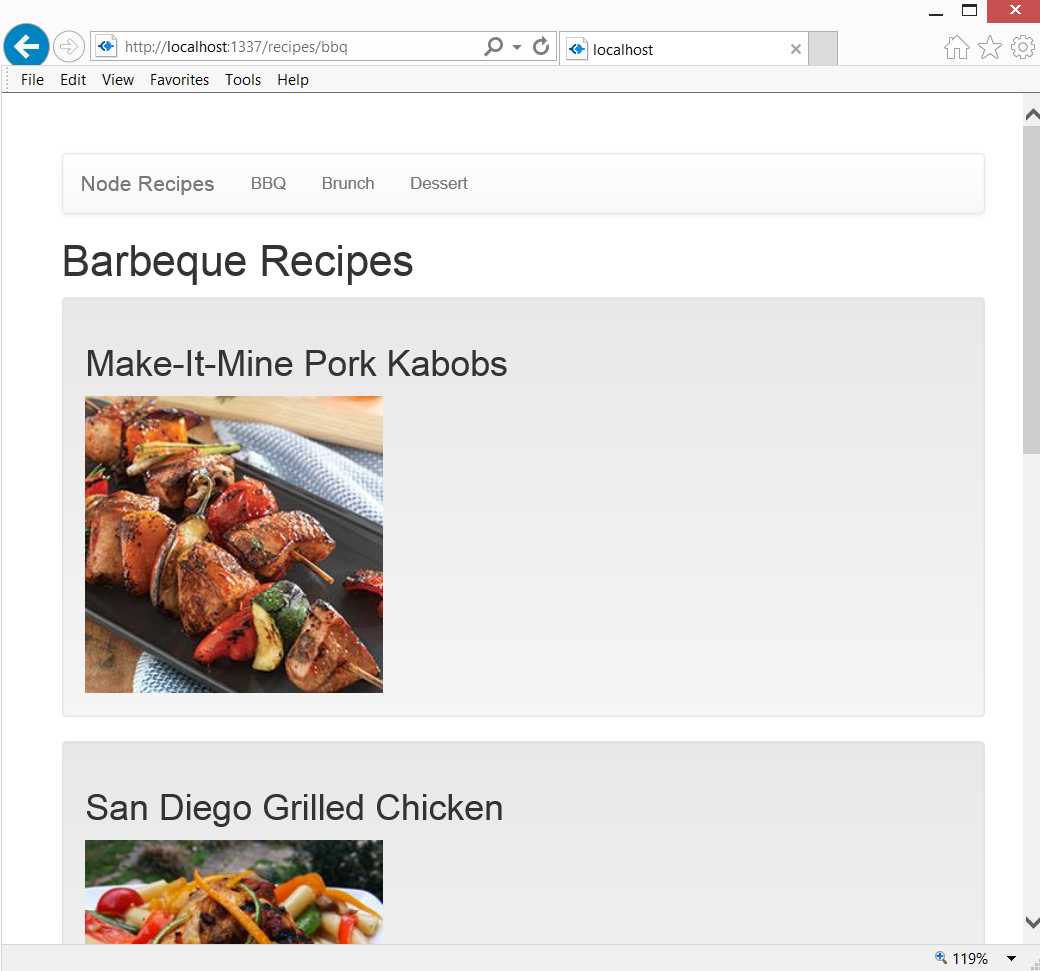 http://localhost:1337/recipes/bbq
localhost
File Edit View Favorites Tools Help
Node Recipes BBQ Brunch Dessert
Barbeque Recipes
Make-It-Mine Pork Kabobs
San Diego Grilled Chicken
119%